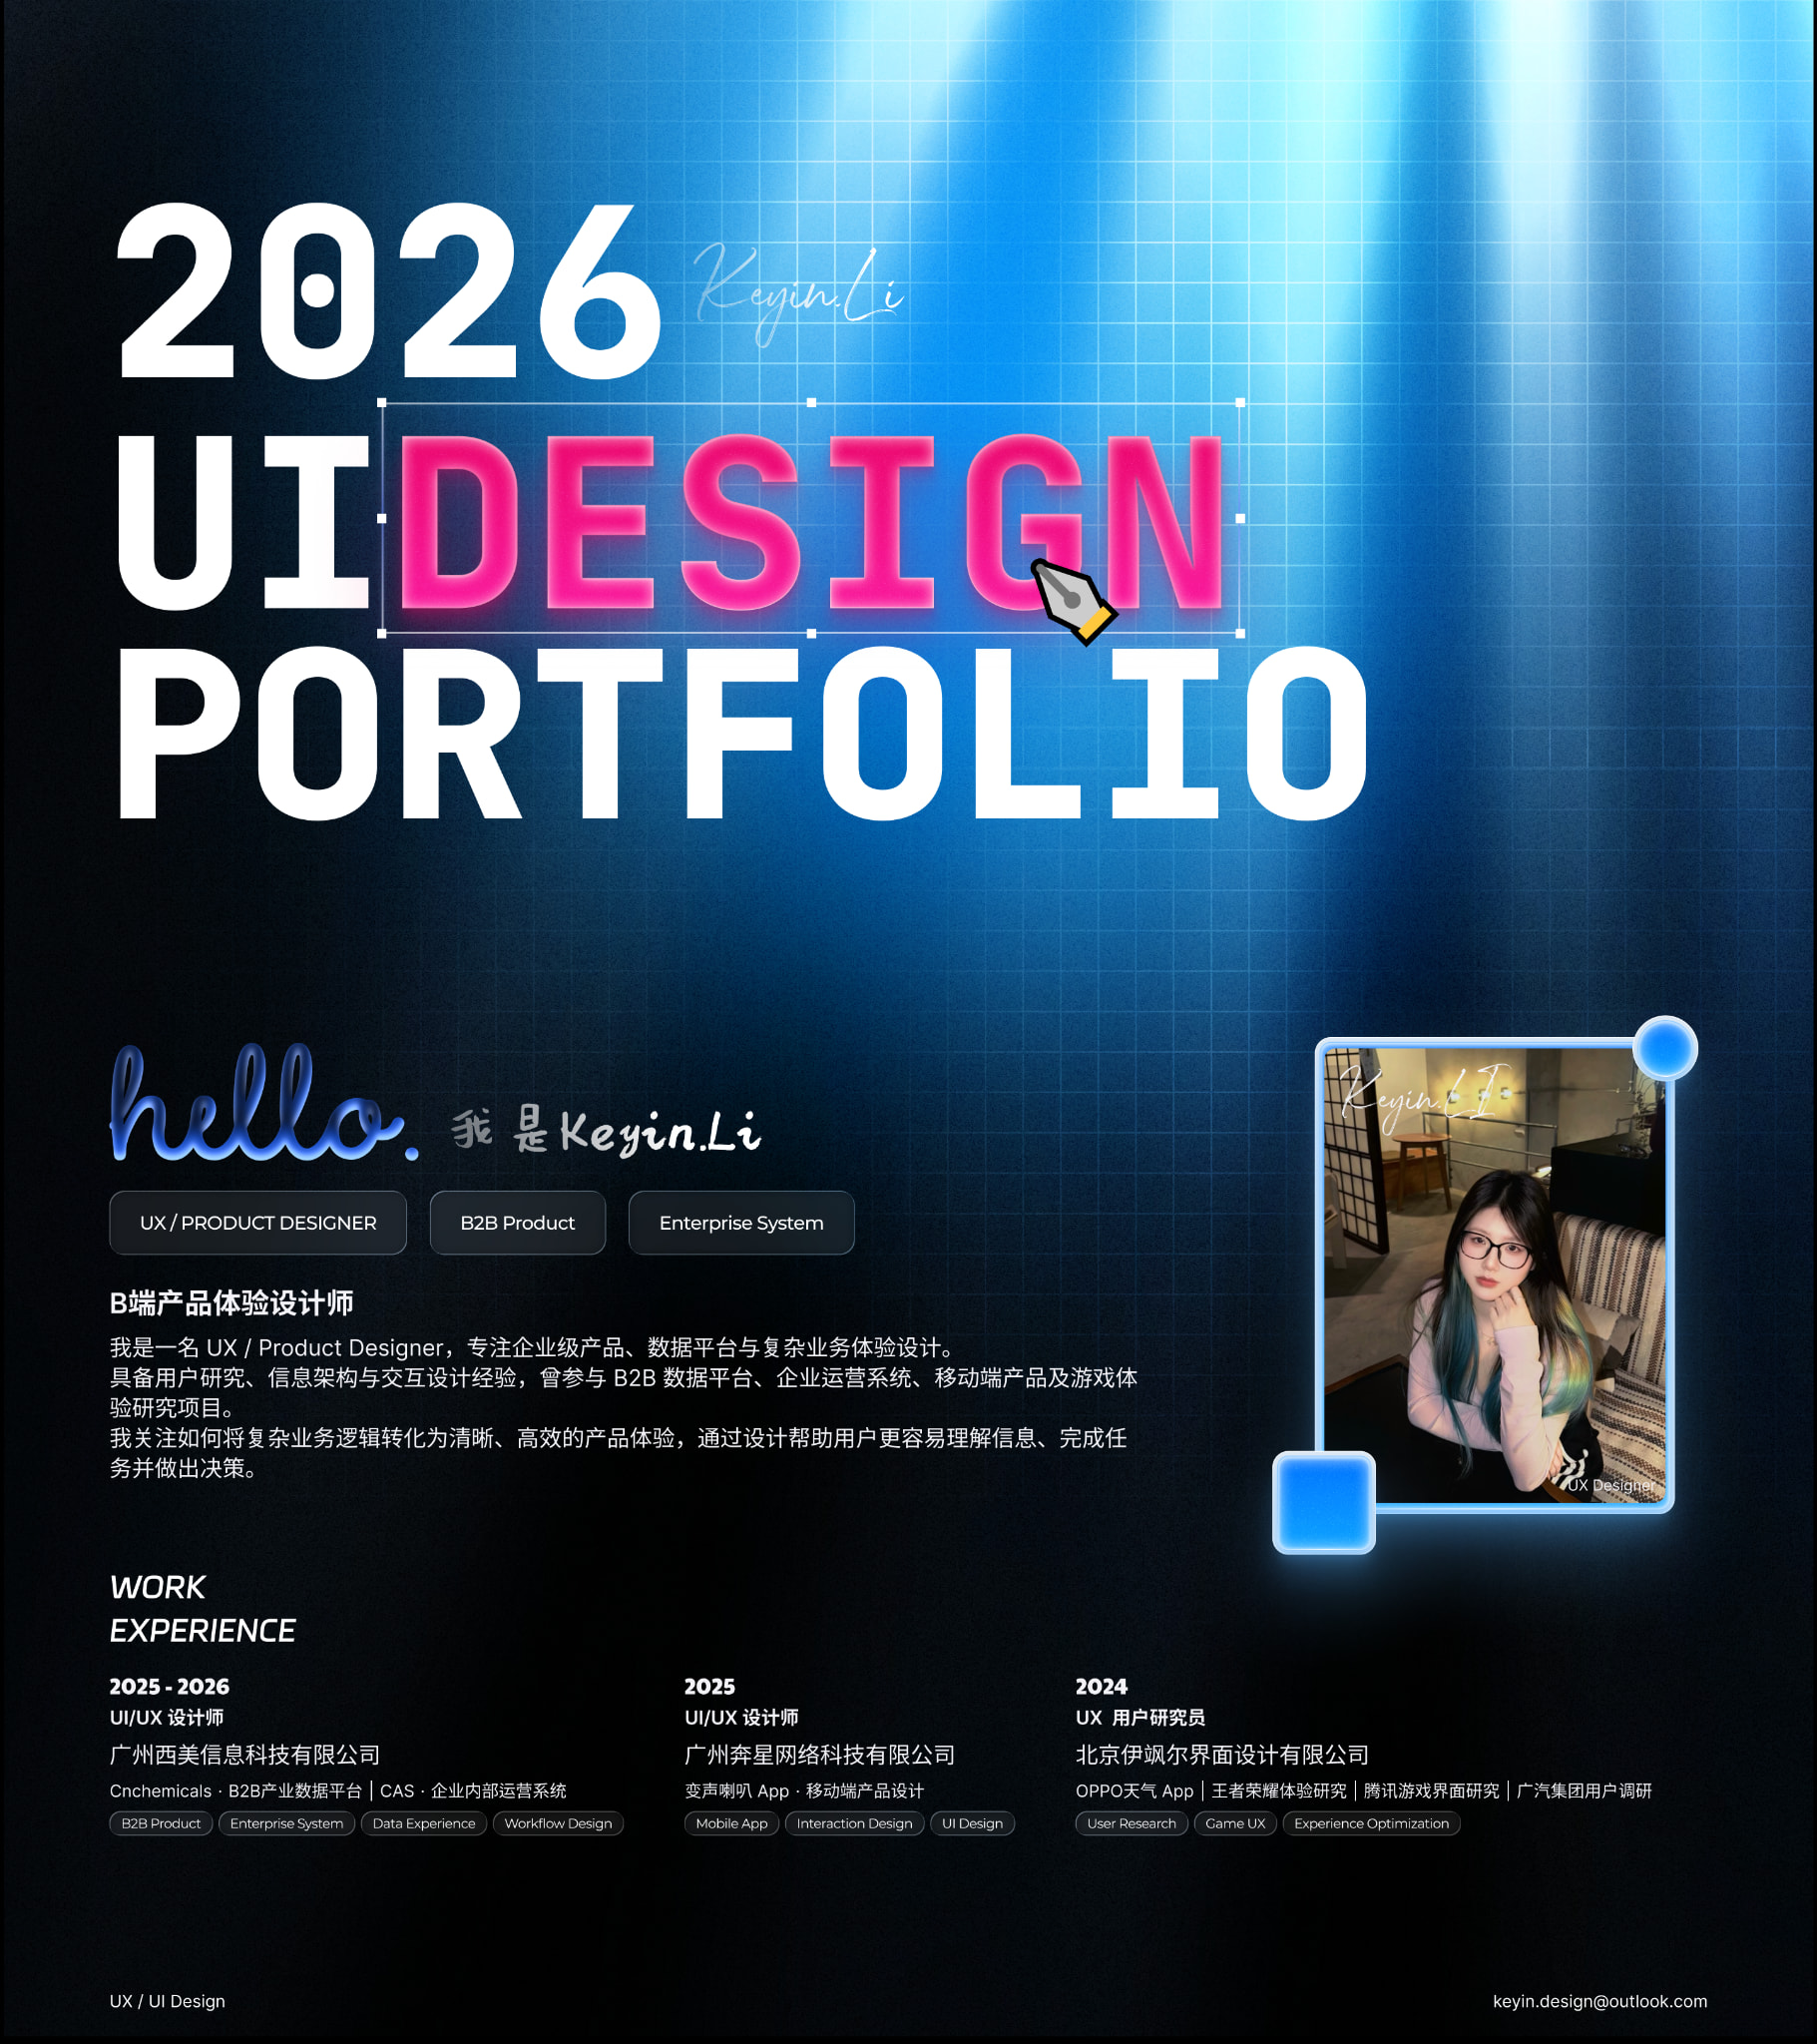 2026
Keyin.Li
UIDESIGN
PORTFOLIO
hello.
我 是Keyin.Li
Keyin.LI
UX / PRODUCT DESIGNER
B2B Product
Enterprise System
B端产品体验设计师
我是一名 UX / Product Designer，专注企业级产品、数据平台与复杂业务体验设计。
具备用户研究、信息架构与交互设计经验，曾参与 B2B 数据平台、企业运营系统、移动端产品及游戏体
验研究项目。
我关注如何将复杂业务逻辑转化为清晰、高效的产品体验，通过设计帮助用户更容易理解信息、完成任
务并做出决策。
UX Designer
WORK
EXPERIENCE
2025 - 2026
UI/UX 设计师
广州西美信息科技有限公司
Cnchemicals · B2B产业数据平台 | CAS · 企业内部运营系统
B2B Product
Enterprise System
Data Experience
Workflow Design
2025
UI/UX 设计师
广州奔星网络科技有限公司
变声喇叭 App · 移动端产品设计
Mobile App
Interaction Design
UI Design
2024
UX 用户研究员
北京伊飒尔界面设计有限公司
OPPO天气 App | 王者荣耀体验研究 | 腾讯游戏界面研究 | 广汽集团用户调研
User Research
Game UX
Experience Optimization
UX / UI Design
keyin.design@outlook.com